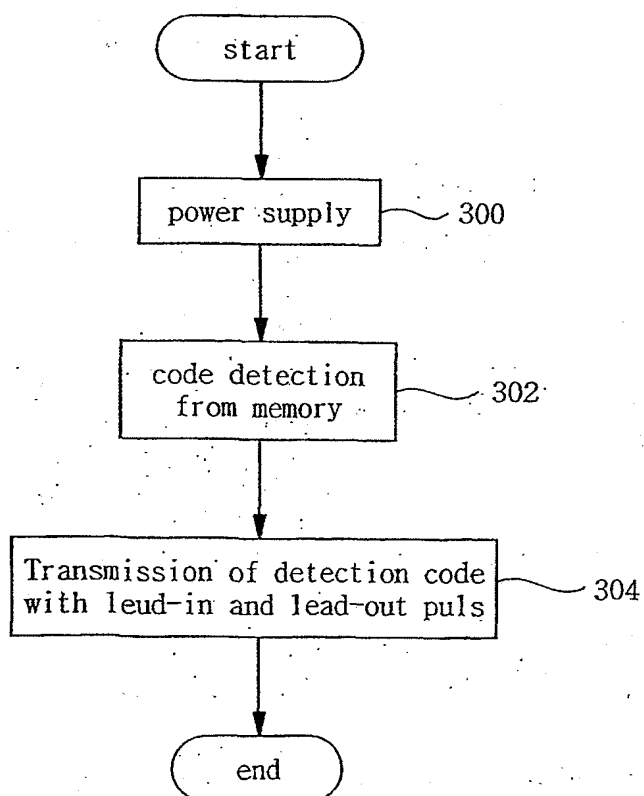 start
power supply
300
code detection
from memory
302
Transmission of detection code
with leud-in and lead-out puls
304
end